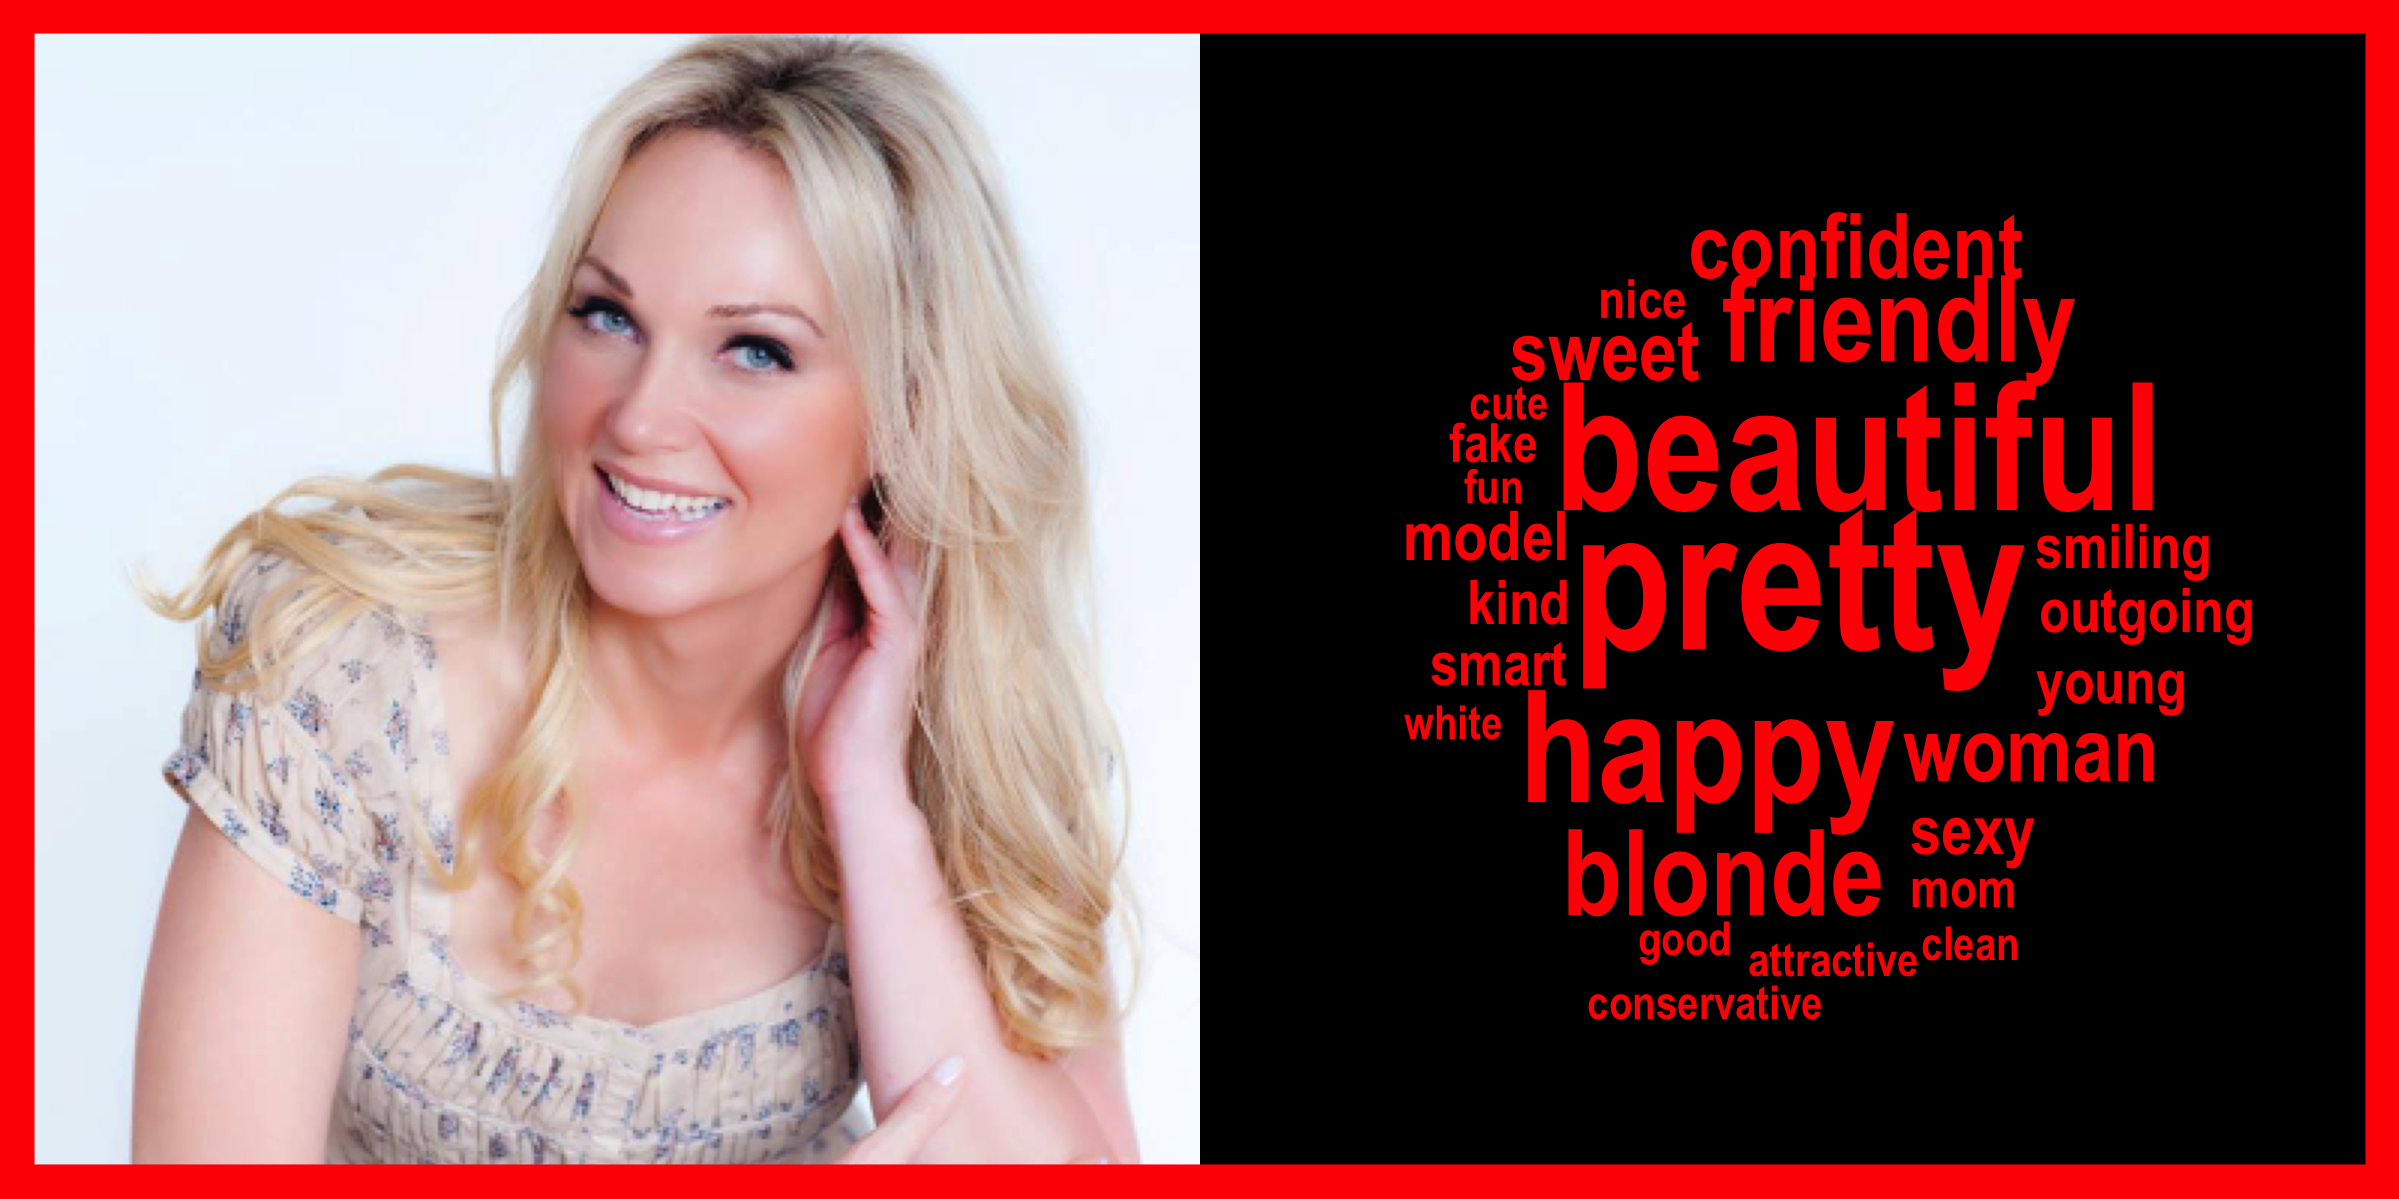 confident
nice friendly
sweet
cute beautiful
fake
fun
model pretty smiling
kind outgoing
smart young
white happy woman
blonde sexy
mom
good attractive clean
conservative